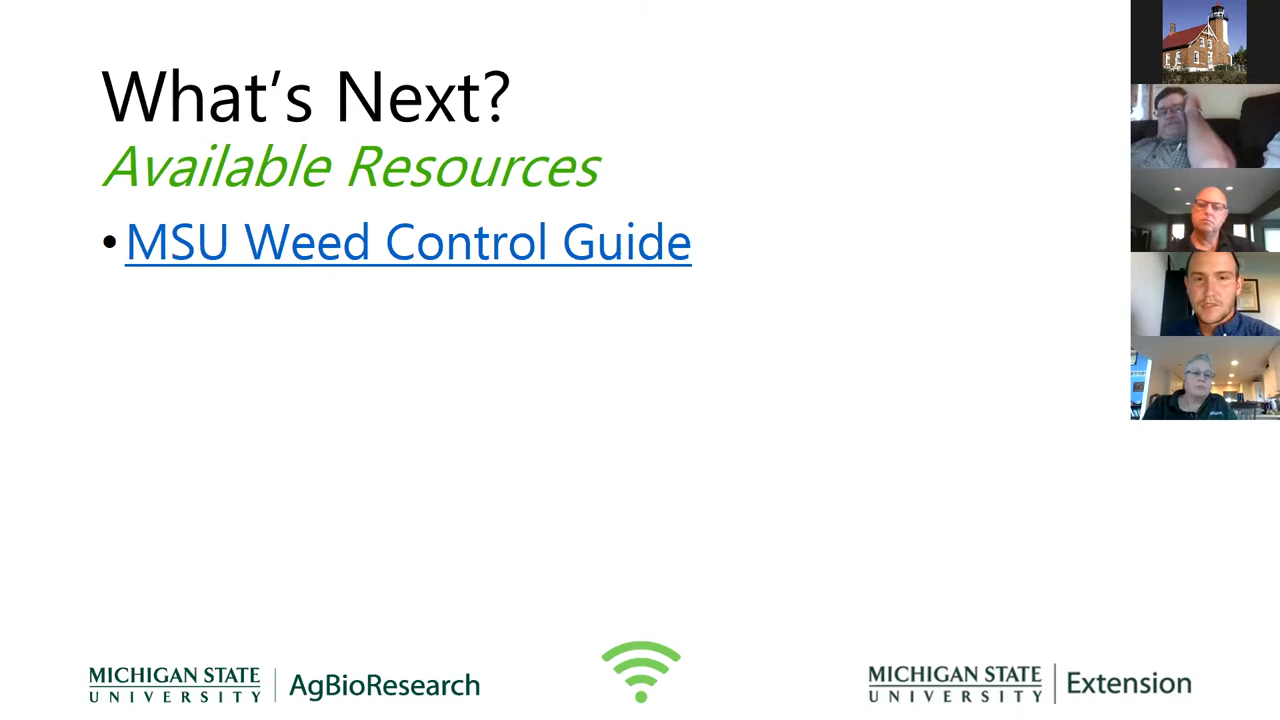 What's Next?
Available Resources
• MSU Weed Control Guide
MICHIGAN STATE
UNIVERSITY
AgBioResearch
MICHIGAN STATE
UNIVERSITY
Extension